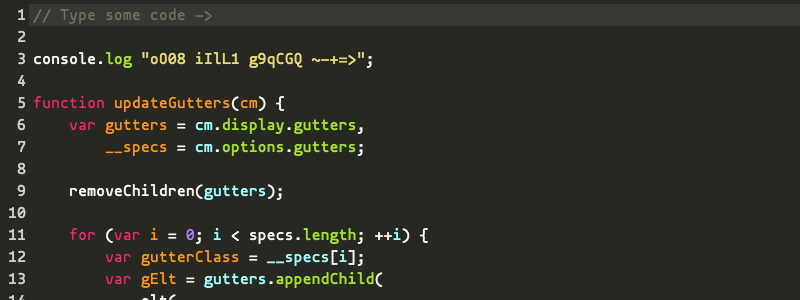 1 // Type some code ->
2
3 console.log "oO08 iIlL1 g9qCGQ ~-+=>";
4
5 function updateGutters(cm) {
6     var gutters = cm.display.gutters,
7         __specs = cm.options.gutters;
8
9     removeChildren(gutters);
10
11     for (var i = 0; i < specs.length; ++i) {
12         var gutterClass = __specs[i];
13         var gElt = gutters.appendChild(
14             elt(